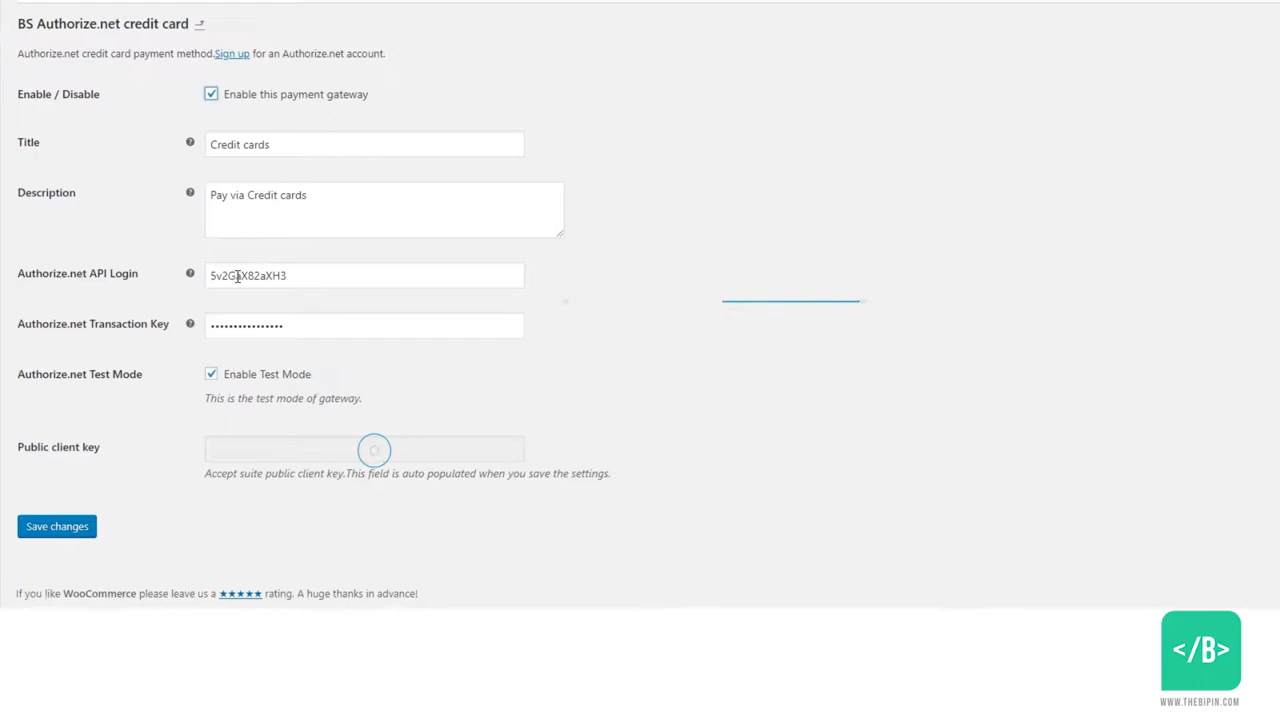 BS Authorize.net credit card
Authorize.net credit card payment method.Sign up for an Authorize.net account.
Enable / Disable
Enable this payment gateway
Title
Credit cards
Description
Pay via Credit cards
Authorize.net API Login
5v2GaX82aXH3
Authorize.net Transaction Key
••••••••••••••••
Authorize.net Test Mode
Enable Test Mode
This is the test mode of gateway.
Public client key
Accept suite public client key.This field is auto populated when you save the settings.
Save changes
If you like WooCommerce please leave us a ★★★★★ rating. A huge thanks in advance!
</B>
WWW.THEBIPIN.COM